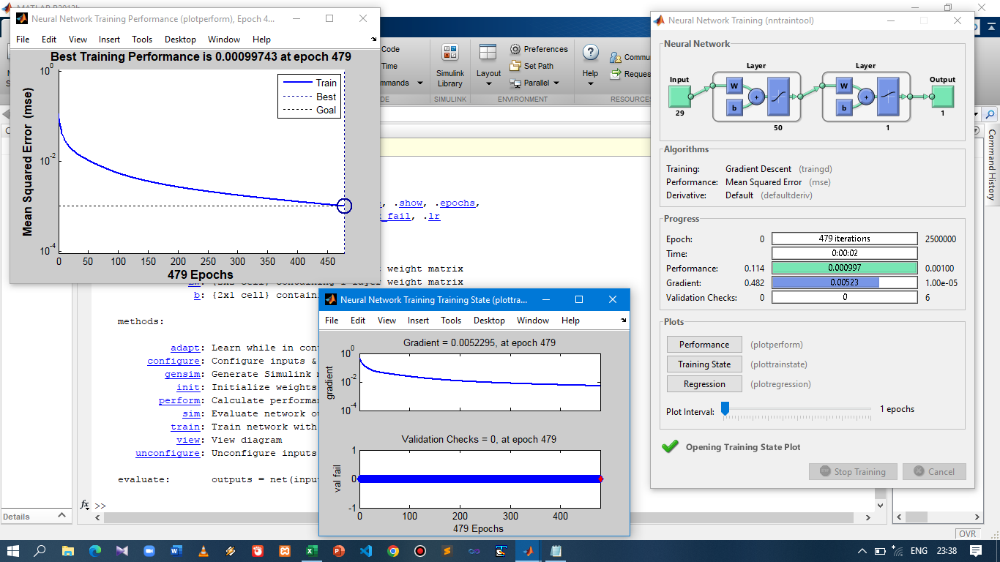 MATLAB R2012b
Neural Network Training Performance (plotperform), Epoch 4...
File Edit View Insert Tools Desktop Window Help
Best Training Performance is 0.00099743 at epoch 479
10^0
10^-2
10^-4
Mean Squared Error (mse)
Train
Best
Goal
0 50 100 150 200 250 300 350 400 450
479 Epochs
Code
Time
Simulink
Library
SIMULINK
Layout
Preferences
Set Path
Parallel
ENVIRONMENT
Help
Commu
Reques
RESOURC
Command History
, .show, .epochs,
_fail, .lr
weight matrix
weight matrix
b: {2x1 cell} contain
methods:
adapt: Learn while in con
configure: Configure inputs &
gensim: Generate Simulink
init: Initialize weights
perform: Calculate performan
sim: Evaluate network ou
train: Train network with
view: View diagram
unconfigure: Unconfigure inputs
evaluate: outputs = net(input
fx >>
Details
OVR
Neural Network Training Training State (plottra...
File Edit View Insert Tools Desktop Window Help
Gradient = 0.0052295, at epoch 479
10^0
10^-2
10^-4
gradient
Validation Checks = 0, at epoch 479
1
0
-1
val fail
0 100 200 300 400
479 Epochs
Neural Network Training (nntraintool)
Neural Network
Layer Layer
Input Output
W + W +
b b
29 50 1 1
Algorithms
Training: Gradient Descent (traingd)
Performance: Mean Squared Error (mse)
Derivative: Default (defaultderiv)
Progress
Epoch: 0 479 iterations 2500000
Time: 0:00:02
Performance: 0.114 0.000997 0.00100
Gradient: 0.482 0.00523 1.00e-05
Validation Checks: 0 0 6
Plots
Performance (plotperform)
Training State (plottrainstate)
Regression (plotregression)
Plot Interval: 1 epochs
Opening Training State Plot
Stop Training Cancel
ENG 23:38